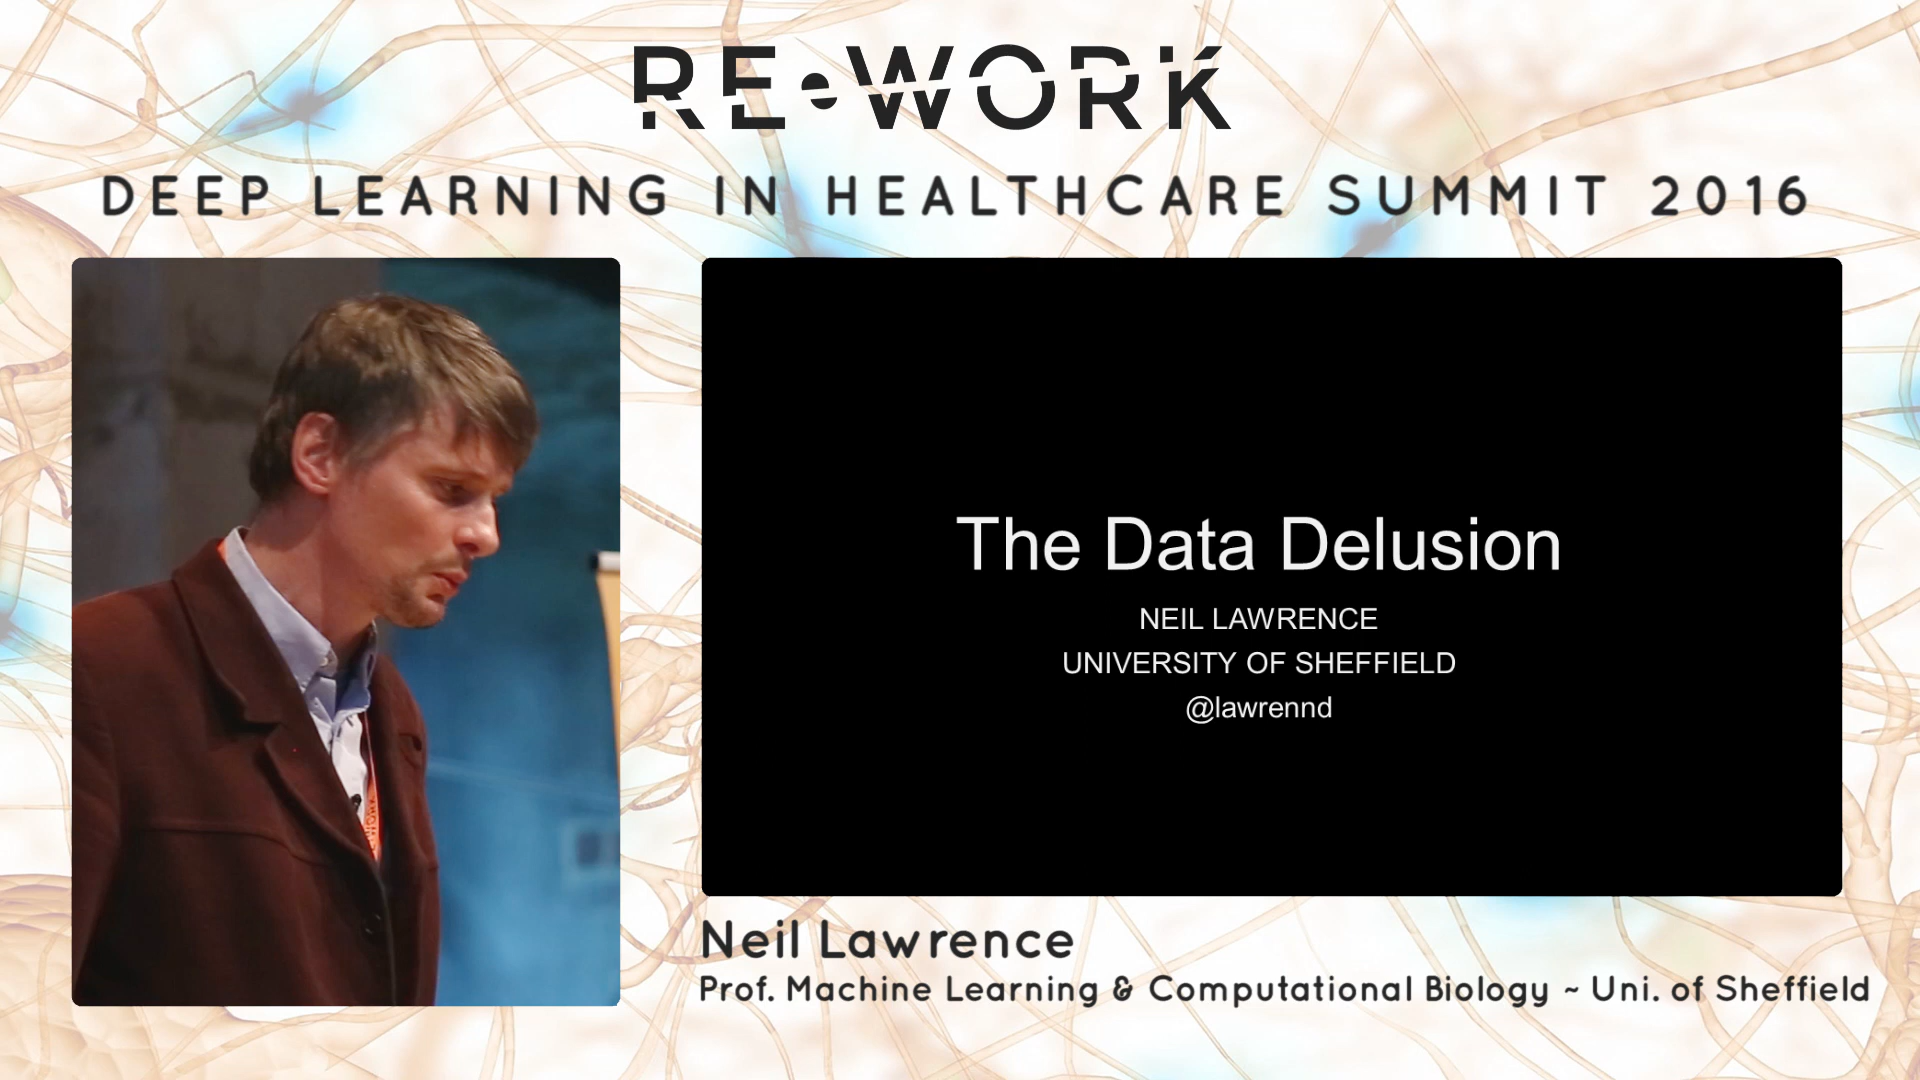 RE•WORK
DEEP LEARNING IN HEALTHCARE SUMMIT 2016
The Data Delusion
NEIL LAWRENCE
UNIVERSITY OF SHEFFIELD
@lawrennd
Neil Lawrence
Prof. Machine Learning & Computational Biology ~ Uni. of Sheffield